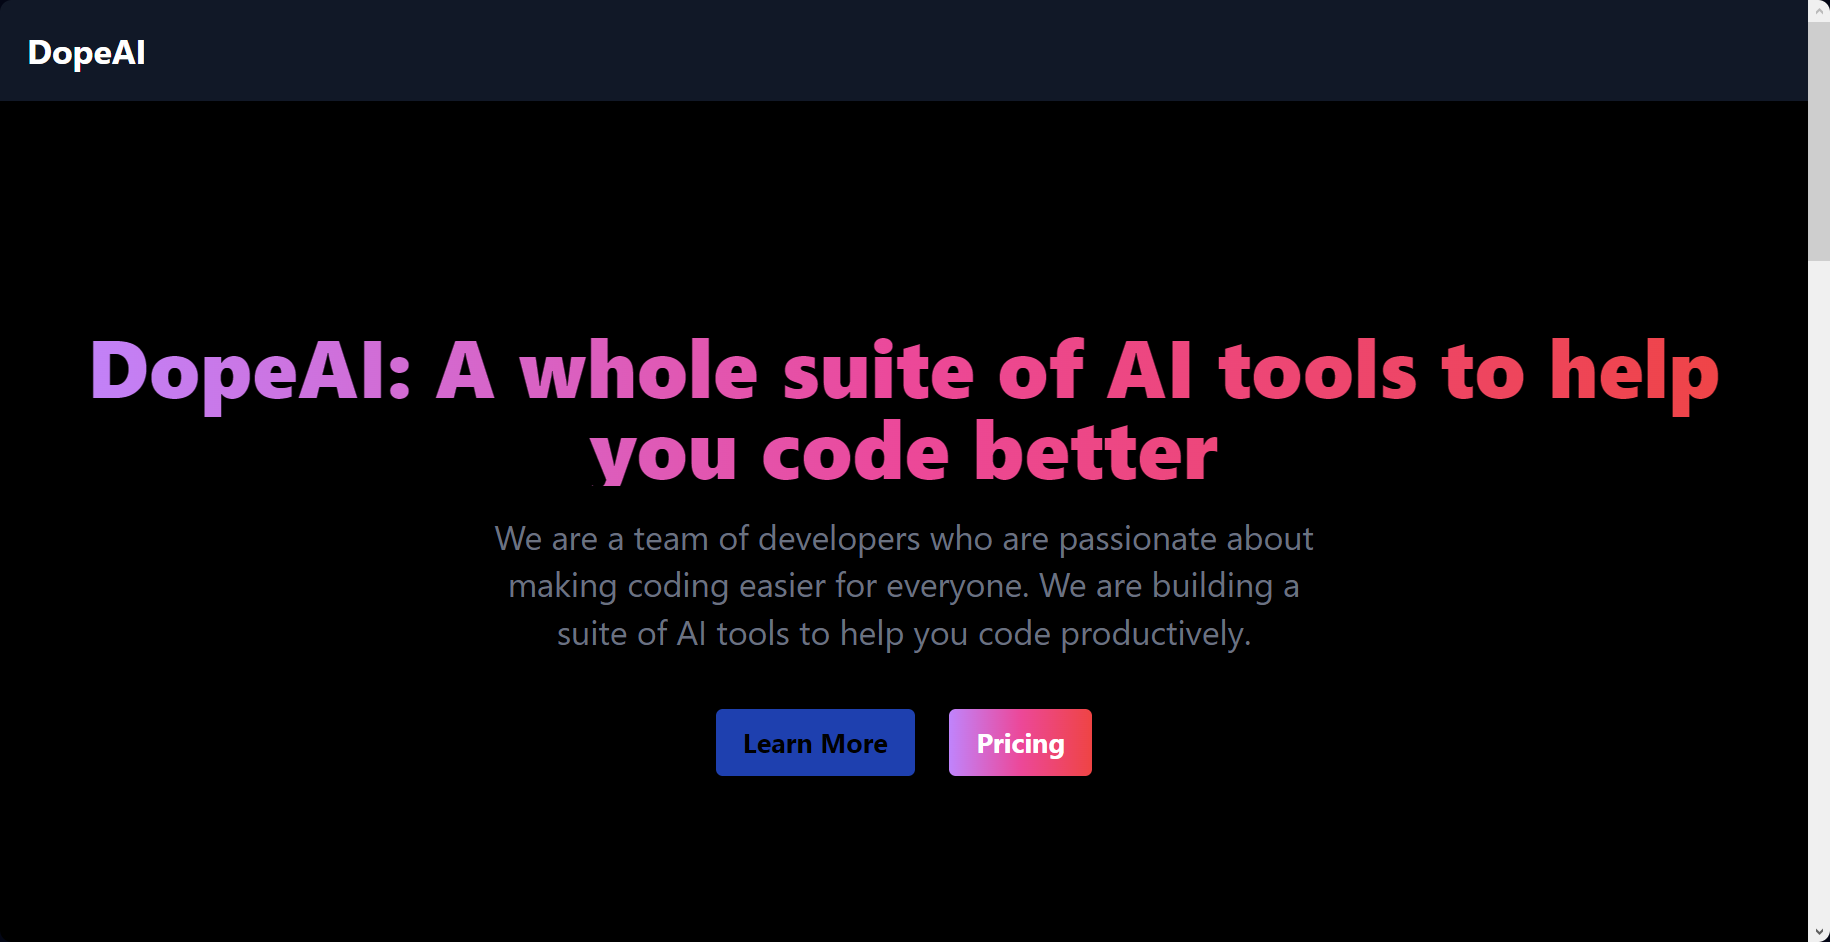 DopeAI
DopeAI: A whole suite of AI tools to help
you code better
We are a team of developers who are passionate about
making coding easier for everyone. We are building a
suite of AI tools to help you code productively.
Learn More
Pricing